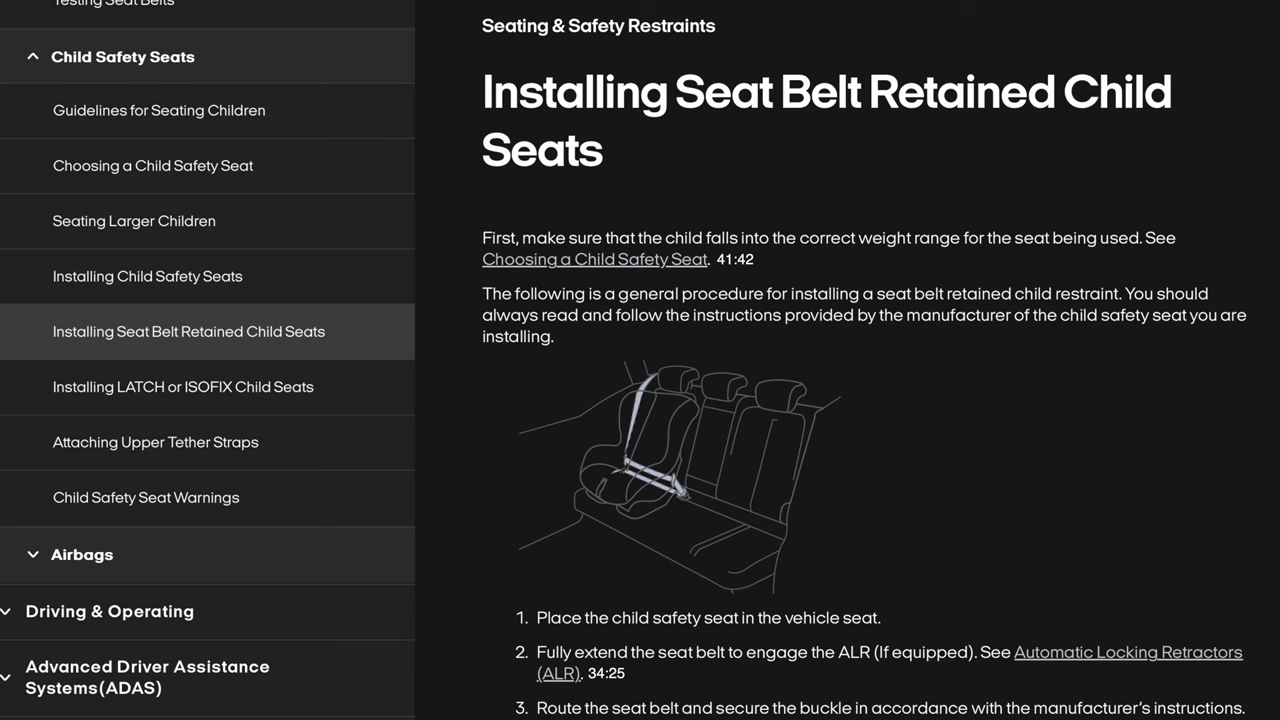 Testing Seat Belts
Child Safety Seats
Guidelines for Seating Children
Choosing a Child Safety Seat
Seating Larger Children
Installing Child Safety Seats
Installing Seat Belt Retained Child Seats
Installing LATCH or ISOFIX Child Seats
Attaching Upper Tether Straps
Child Safety Seat Warnings
Airbags
Driving & Operating
Advanced Driver Assistance
Systems(ADAS)
Seating & Safety Restraints
Installing Seat Belt Retained Child
Seats
First, make sure that the child falls into the correct weight range for the seat being used. See
Choosing a Child Safety Seat. 41:42
The following is a general procedure for installing a seat belt retained child restraint. You should
always read and follow the instructions provided by the manufacturer of the child safety seat you are
installing.
1. Place the child safety seat in the vehicle seat.
2. Fully extend the seat belt to engage the ALR (If equipped). See Automatic Locking Retractors
(ALR). 34:25
3. Route the seat belt and secure the buckle in accordance with the manufacturer’s instructions.